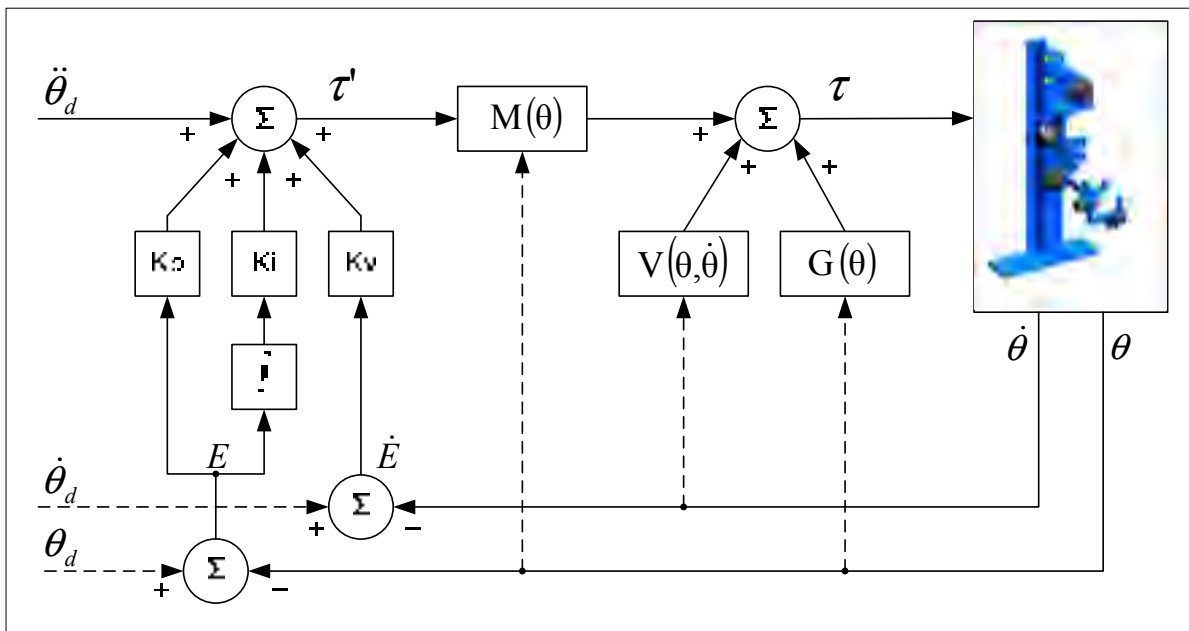 θ̈_d
τ'
τ
Σ
M(θ)
Σ
+
+
+
+
+
+
+
+
Kp
Ki
Kv
V(θ,θ̇)
G(θ)
∫
θ̇
θ
E
Ė
θ̇_d
Σ
+
−
θ_d
Σ
+
−